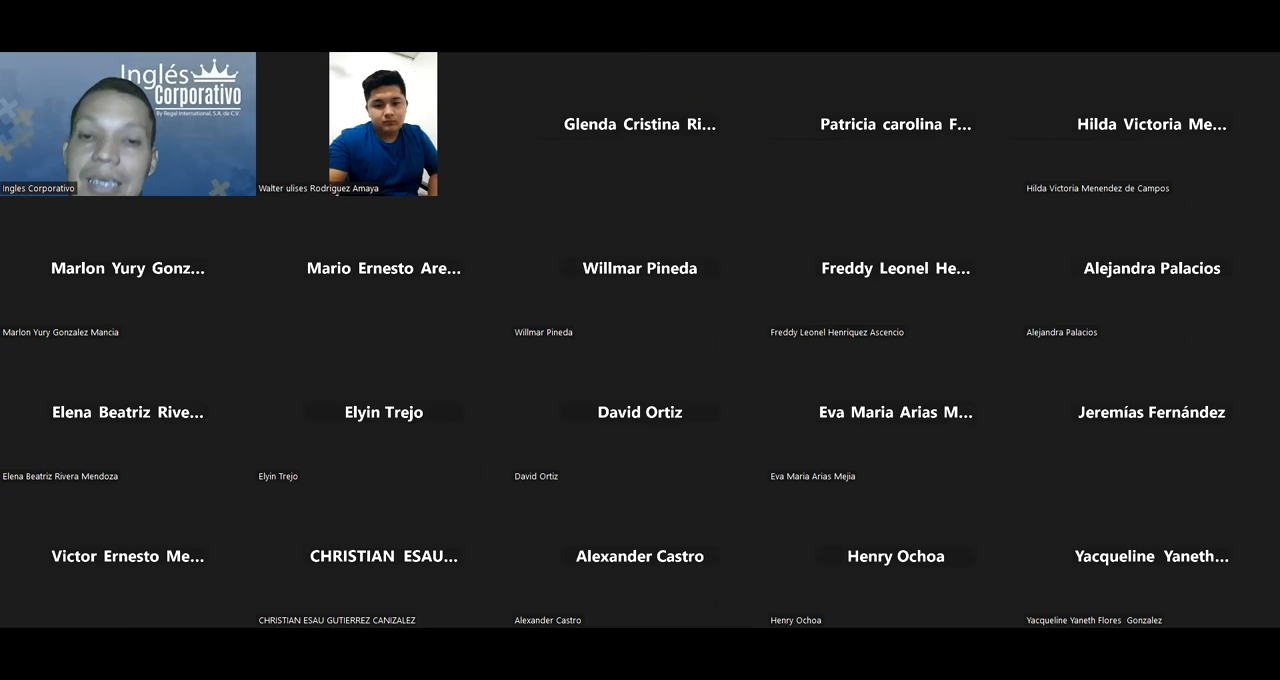 Inglés
Corporativo
By Regal International, S.A. de C.V.
Ingles Corporativo
Walter ulises Rodriguez Amaya
Glenda Cristina Ri...
Patricia carolina F...
Hilda Victoria Me...
Hilda Victoria Menendez de Campos
Marlon Yury Gonz...
Marlon Yury Gonzalez Mancia
Mario Ernesto Are...
Willmar Pineda
Willmar Pineda
Freddy Leonel He...
Freddy Leonel Henriquez Ascencio
Alejandra Palacios
Alejandra Palacios
Elena Beatriz Rive...
Elena Beatriz Rivera Mendoza
Elyin Trejo
Elyin Trejo
David Ortiz
David Ortiz
Eva Maria Arias M...
Eva Maria Arias Mejia
Jeremías Fernández
Victor Ernesto Me...
CHRISTIAN ESAU...
CHRISTIAN ESAU GUTIERREZ CANIZALEZ
Alexander Castro
Alexander Castro
Henry Ochoa
Henry Ochoa
Yacqueline Yaneth...
Yacqueline Yaneth Flores Gonzalez